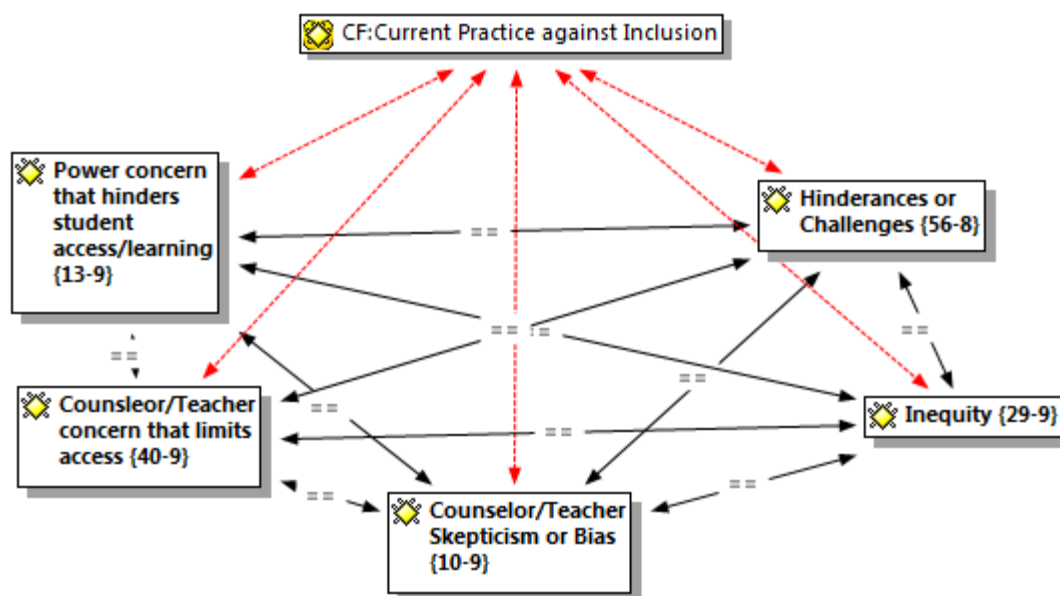 CF:Current Practice against Inclusion
Power concern
that hinders
student
access/learning
{13-9}
Hinderances or
Challenges {56-8}
==
== :=
==
==
Counsleor/Teacher
concern that limits
access {40-9}
==
==
Inequity {29-9}
==
==
==
Counselor/Teacher
Skepticism or Bias
{10-9}